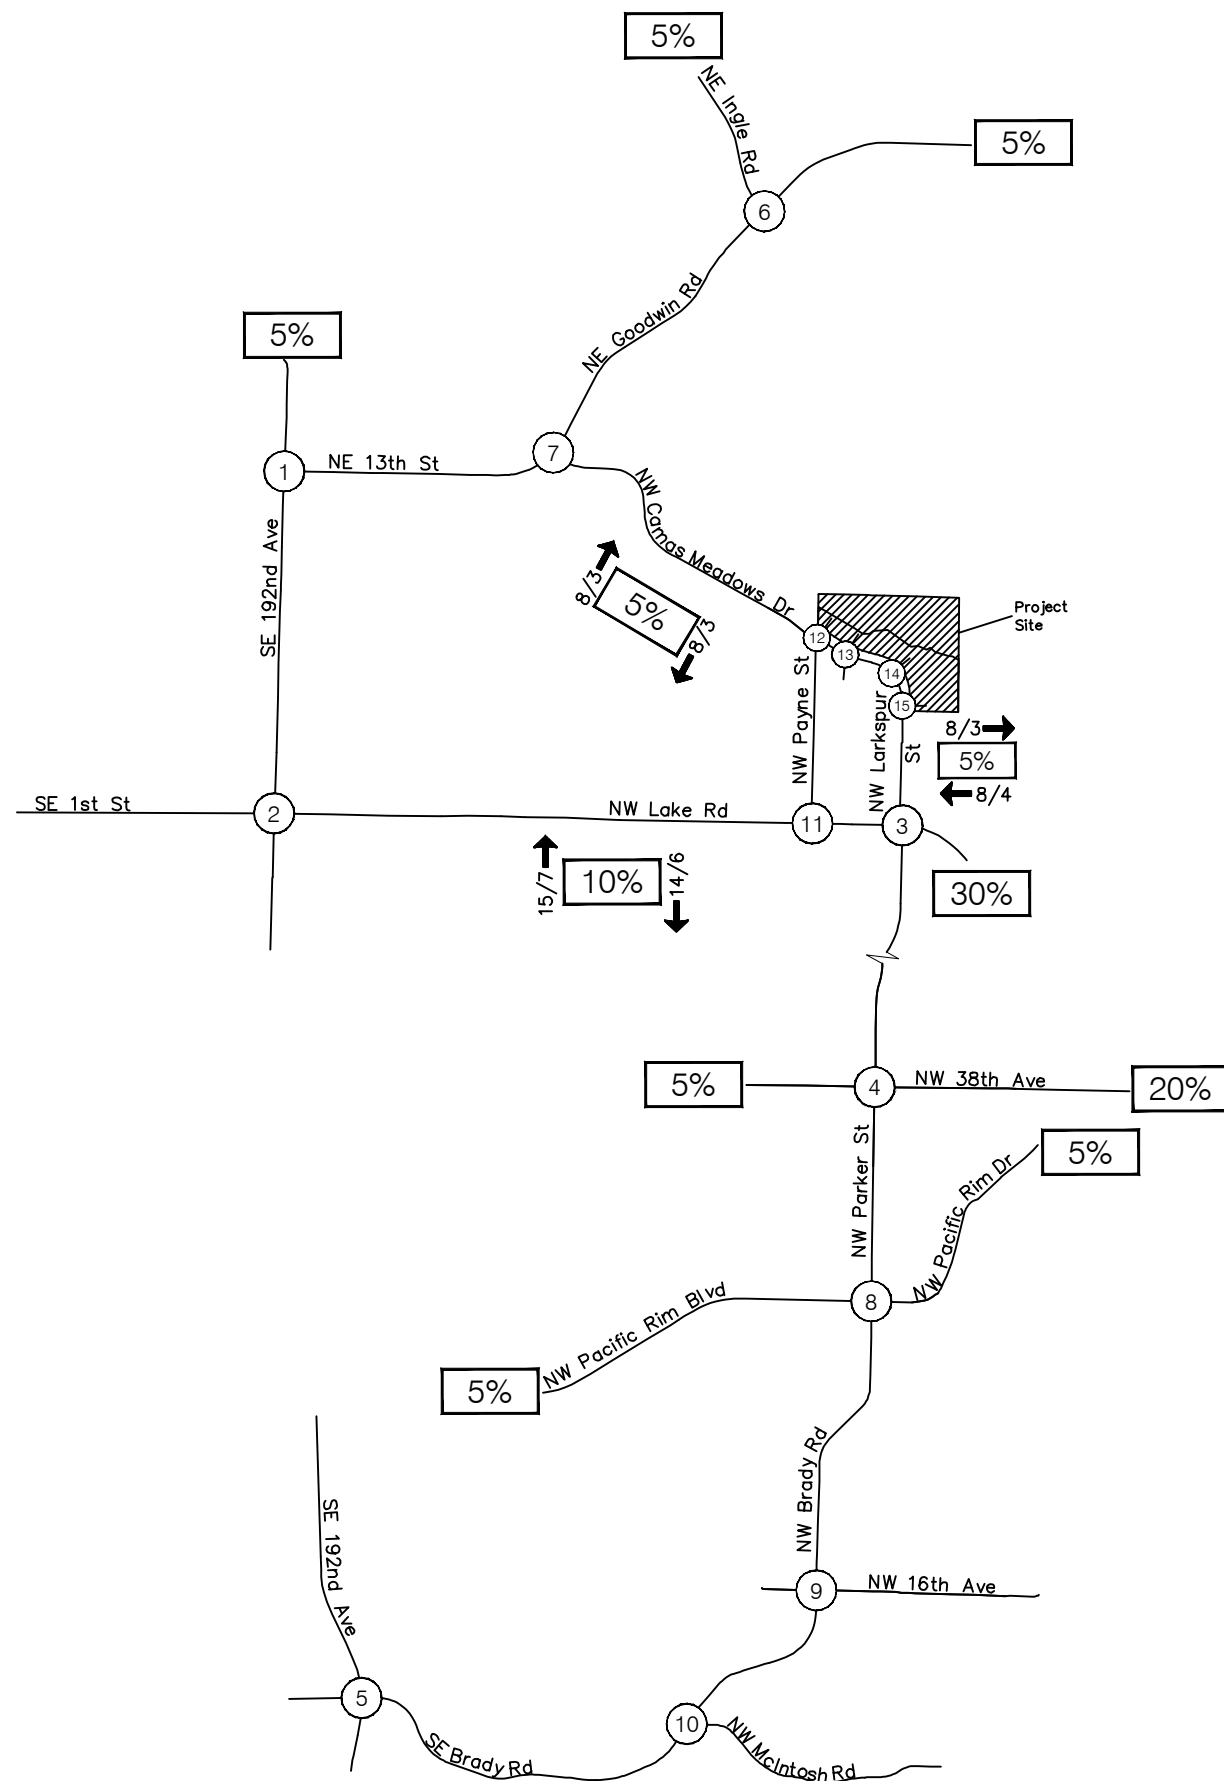 5%
NE Ingle Rd
5%
6
NE Goodwin Rd
5%
1
NE 13th St
7
NW Camas Meadows Dr
SE 192nd Ave
8/3
5%
8/3
Project
Site
12
13
14
15
NW Payne St
NW Larkspur
St
8/3
5%
8/4
SE 1st St
2
NW Lake Rd
11
3
15/7
10%
14/6
30%
5%
4
NW 38th Ave
20%
NW Parker St
5%
NW Pacific Rim Dr
8
NW Pacific Rim Blvd
5%
NW Brady Rd
SE 192nd Ave
9
NW 16th Ave
5
10
SE Brady Rd
NW McIntosh Rd